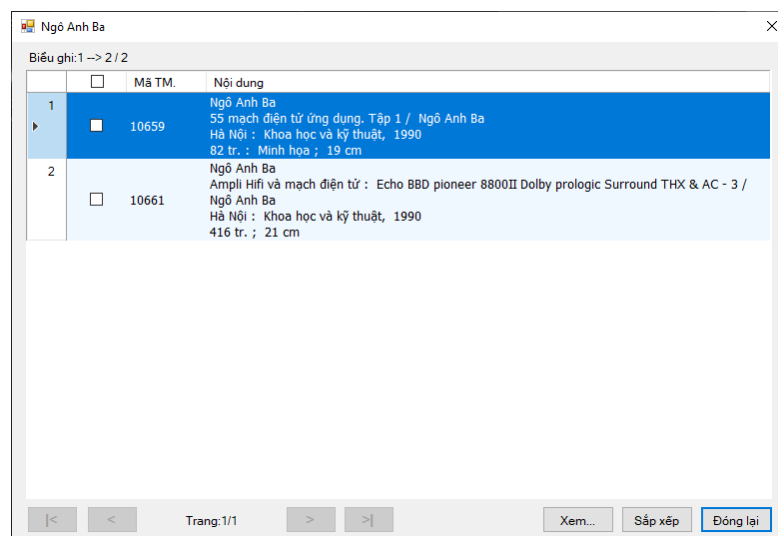 Ngô Anh Ba
Biểu ghi:1 --> 2 / 2
Mã TM. Nội dung
1 10659 Ngô Anh Ba
55 mạch điện tử ứng dụng. Tập 1 / Ngô Anh Ba
Hà Nội : Khoa học và kỹ thuật, 1990
82 tr. : Minh họa ; 19 cm
2 10661 Ngô Anh Ba
Ampli Hifi và mạch điện tử : Echo BBD pioneer 8800II Dolby prologic Surround THX & AC - 3 /
Ngô Anh Ba
Hà Nội : Khoa học và kỹ thuật, 1990
416 tr. ; 21 cm
|< < Trang:1/1 > >| Xem... Sắp xếp Đóng lại